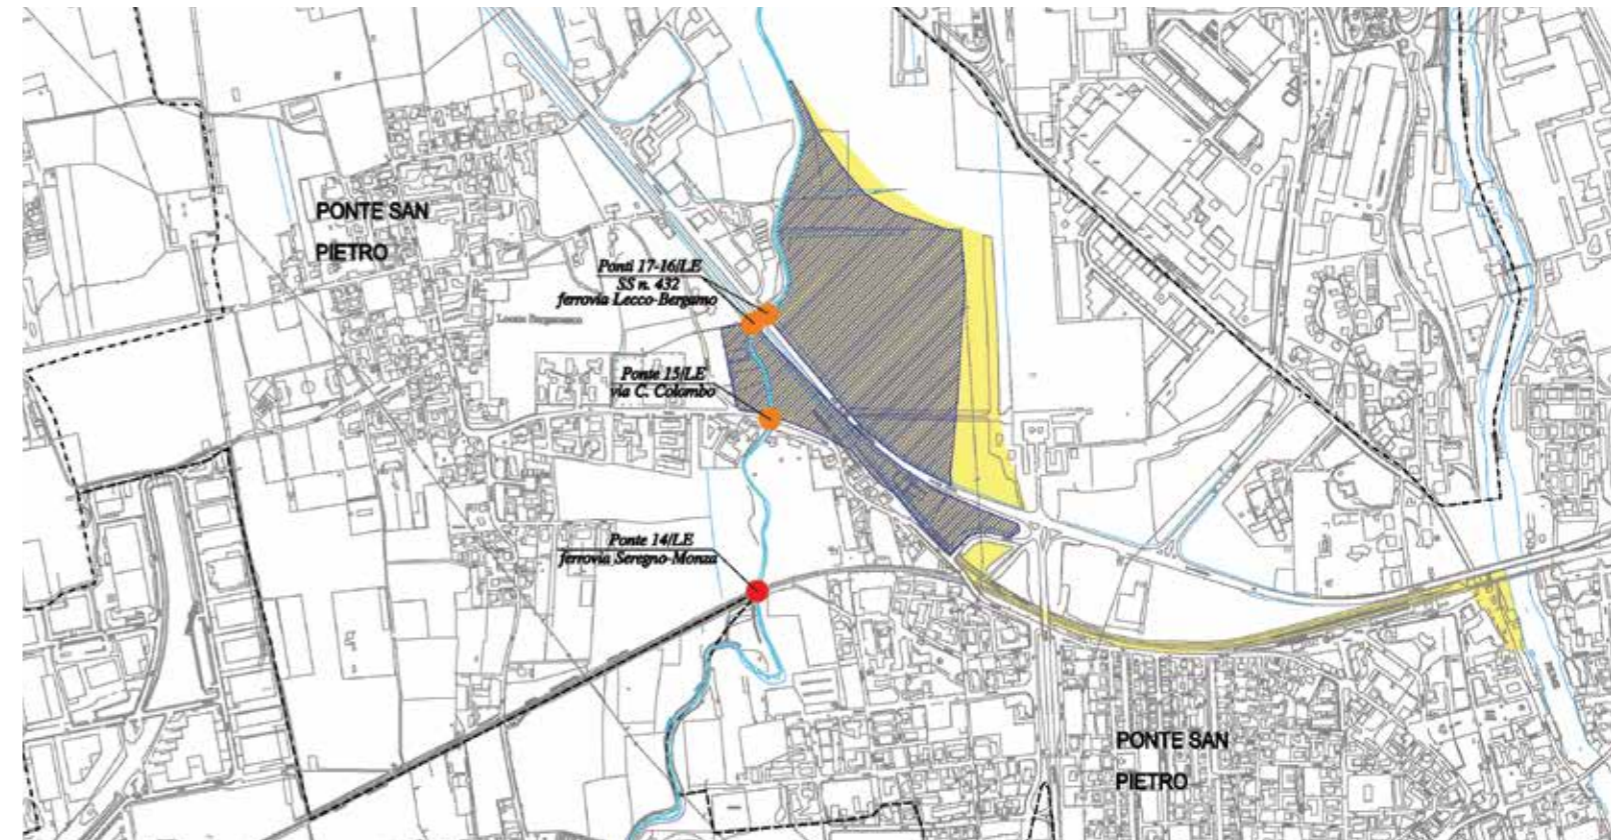 PONTE SAN
PIETRO
Ponti 17-16/LE
SS n. 432
ferrovia Lecco-Bergamo
Ponte 15/LE
via C. Colombo
Ponte 14/LE
ferrovia Seregno-Monza
PONTE SAN
PIETRO